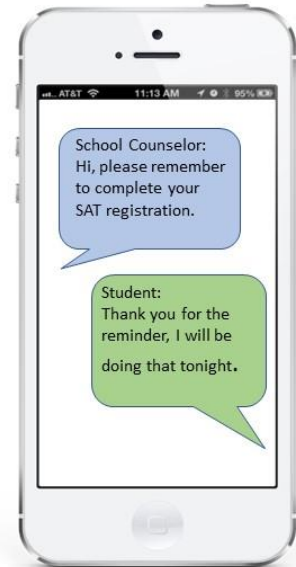 AT&T 11:13 AM 95%
School Counselor:
Hi, please remember
to complete your
SAT registration.
Student:
Thank you for the
reminder, I will be
doing that tonight.